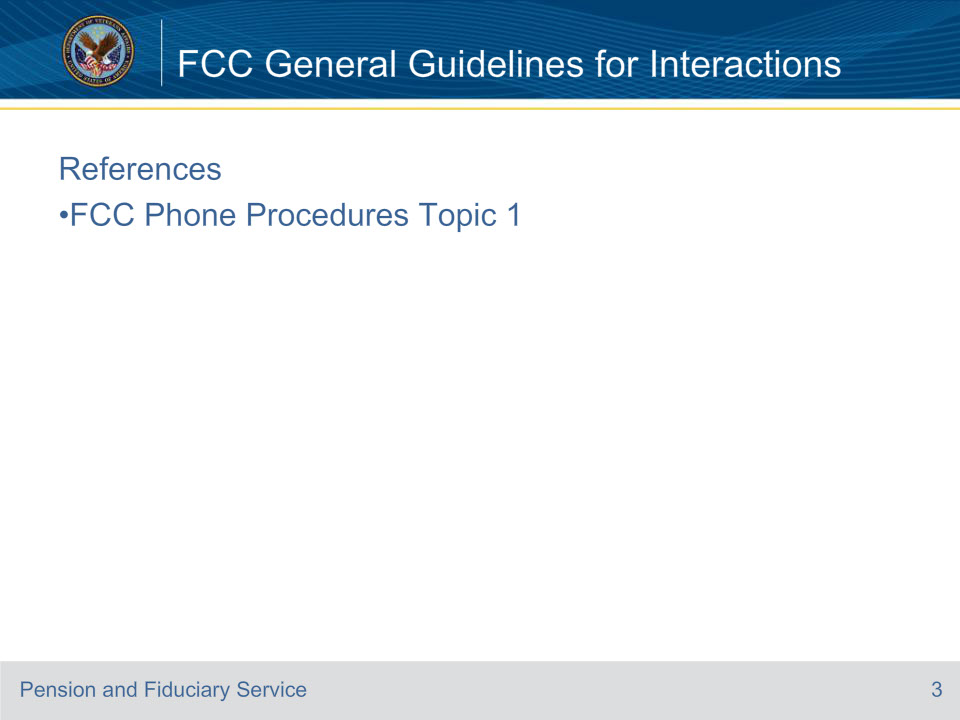 FCC General Guidelines for Interactions
References
•FCC Phone Procedures Topic 1
Pension and Fiduciary Service
3